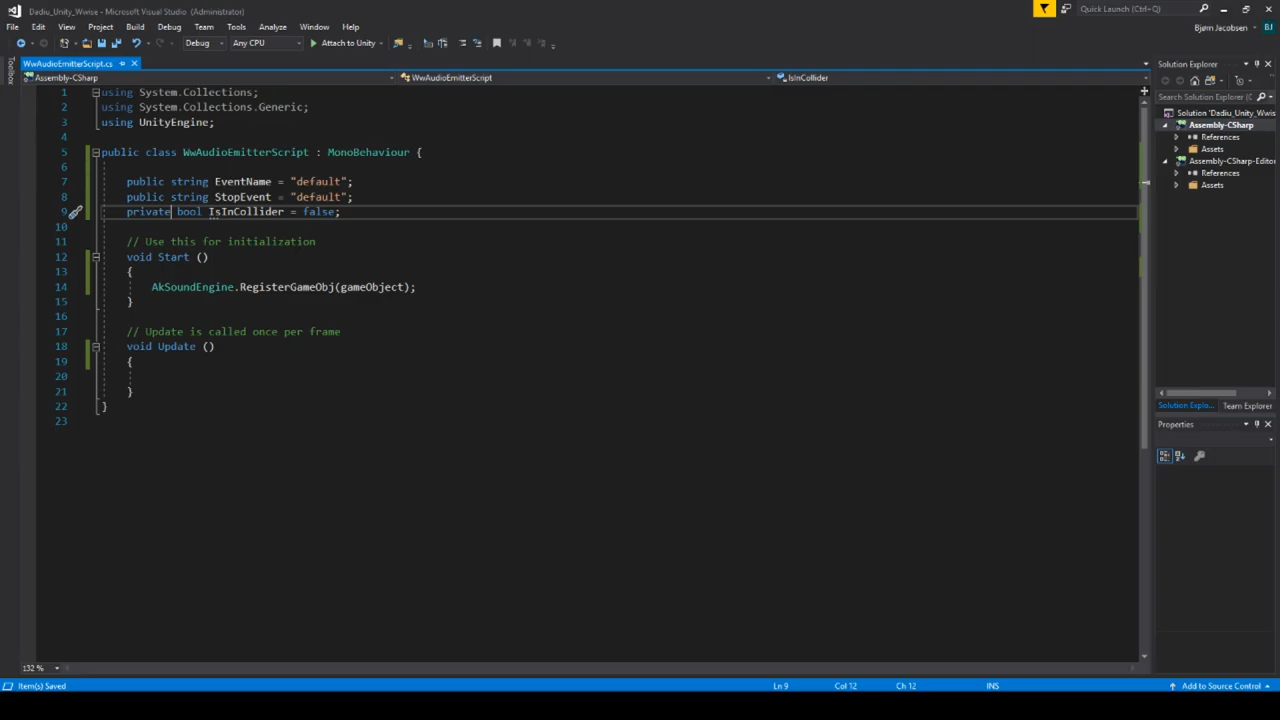 Dadiu_Unity_Wwise - Microsoft Visual Studio (Administrator)
Quick Launch (Ctrl+Q)
File Edit View Project Build Debug Team Tools Analyze Window Help
Bjørn Jacobsen BJ
Debug Any CPU Attach to Unity
Toolbox
WwAudioEmitterScript.cs
Assembly-CSharp WwAudioEmitterScript IsInCollider
1 using System.Collections;
2 using System.Collections.Generic;
3 using UnityEngine;
4
5 public class WwAudioEmitterScript : MonoBehaviour {
6
7 public string EventName = "default";
8 public string StopEvent = "default";
9 private bool IsInCollider = false;
10
11 // Use this for initialization
12 void Start ()
13 {
14 AkSoundEngine.RegisterGameObj(gameObject);
15 }
16
17 // Update is called once per frame
18 void Update ()
19 {
20
21 }
22 }
23
Solution Explorer
Search Solution Explorer (C
Solution 'Dadiu_Unity_Wwise
Assembly-CSharp
References
Assets
Assembly-CSharp-Editor
References
Assets
Solution Explo... Team Explorer
Properties
132 %
Item(s) Saved Ln 9 Col 12 Ch 12 INS Add to Source Control